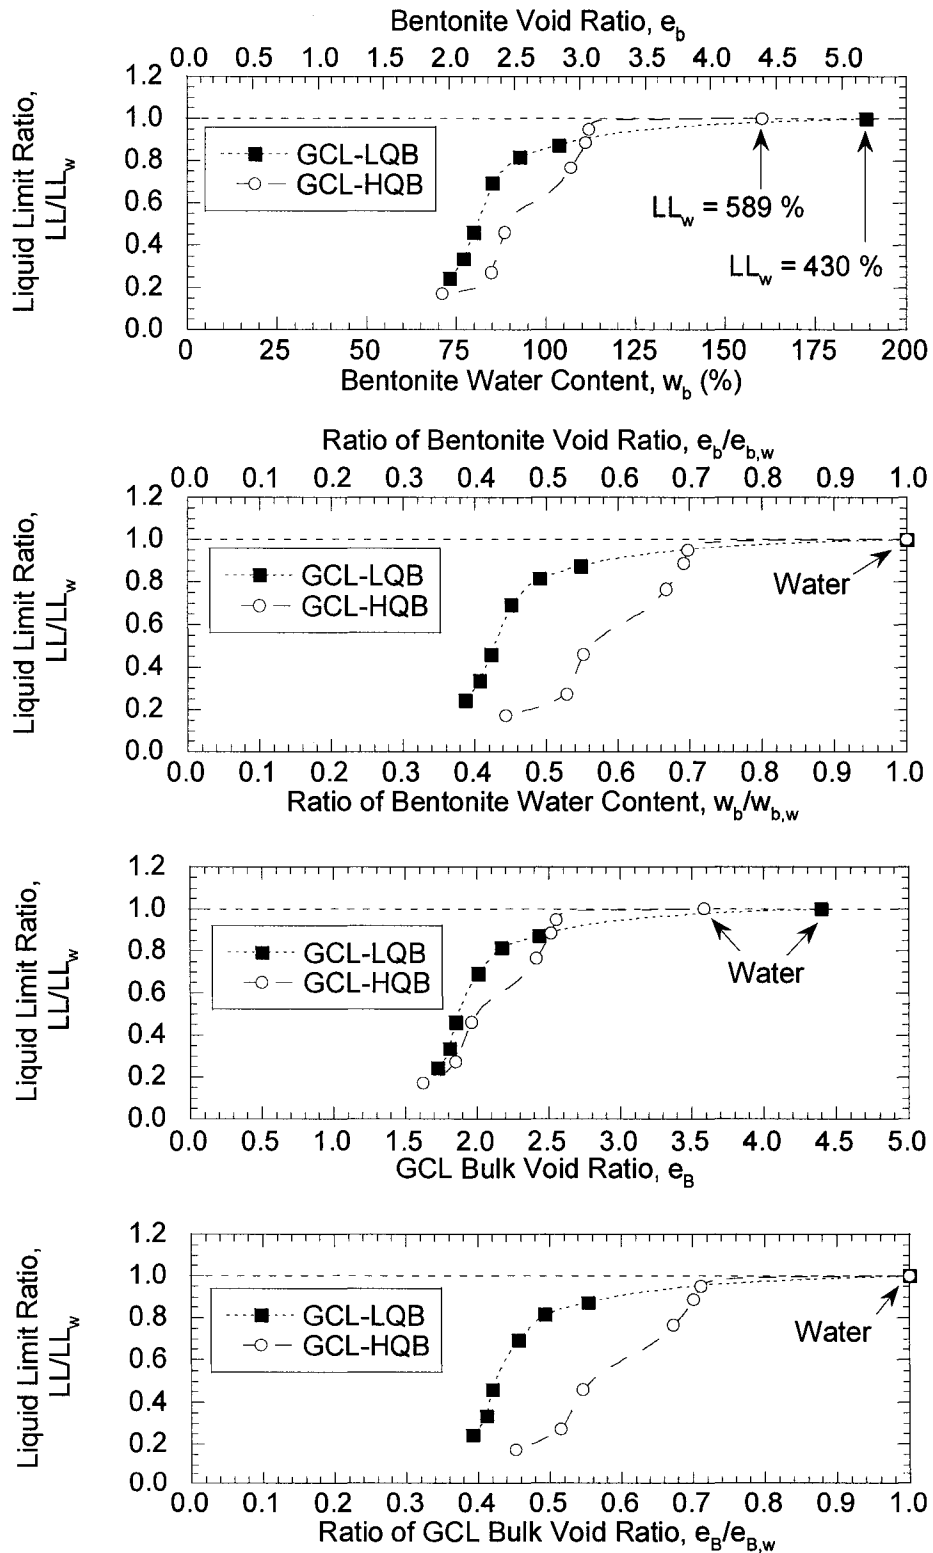 Bentonite Void Ratio, e_b
0.0 0.5 1.0 1.5 2.0 2.5 3.0 3.5 4.0 4.5 5.0
Liquid Limit Ratio,
LL/LL_w
1.2
1.0
0.8
0.6
0.4
0.2
0.0
GCL-LQB
GCL-HQB
LL_w = 589 %
LL_w = 430 %
0 25 50 75 100 125 150 175 200
Bentonite Water Content, w_b (%)
Ratio of Bentonite Void Ratio, e_b/e_b,w
0.0 0.1 0.2 0.3 0.4 0.5 0.6 0.7 0.8 0.9 1.0
Liquid Limit Ratio,
LL/LL_w
1.2
1.0
0.8
0.6
0.4
0.2
0.0
GCL-LQB
GCL-HQB
Water
0.0 0.1 0.2 0.3 0.4 0.5 0.6 0.7 0.8 0.9 1.0
Ratio of Bentonite Water Content, w_b/w_b,w
Liquid Limit Ratio,
LL/LL_w
1.2
1.0
0.8
0.6
0.4
0.2
0.0
GCL-LQB
GCL-HQB
Water
0.0 0.5 1.0 1.5 2.0 2.5 3.0 3.5 4.0 4.5 5.0
GCL Bulk Void Ratio, e_B
Liquid Limit Ratio,
LL/LL_w
1.2
1.0
0.8
0.6
0.4
0.2
0.0
GCL-LQB
GCL-HQB
Water
0.0 0.1 0.2 0.3 0.4 0.5 0.6 0.7 0.8 0.9 1.0
Ratio of GCL Bulk Void Ratio, e_B/e_B,w